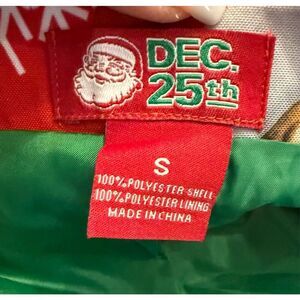 DEC.
25th
S
100%POLYESTER-SHELL
100%POLYESTER LINING
MADE IN CHINA